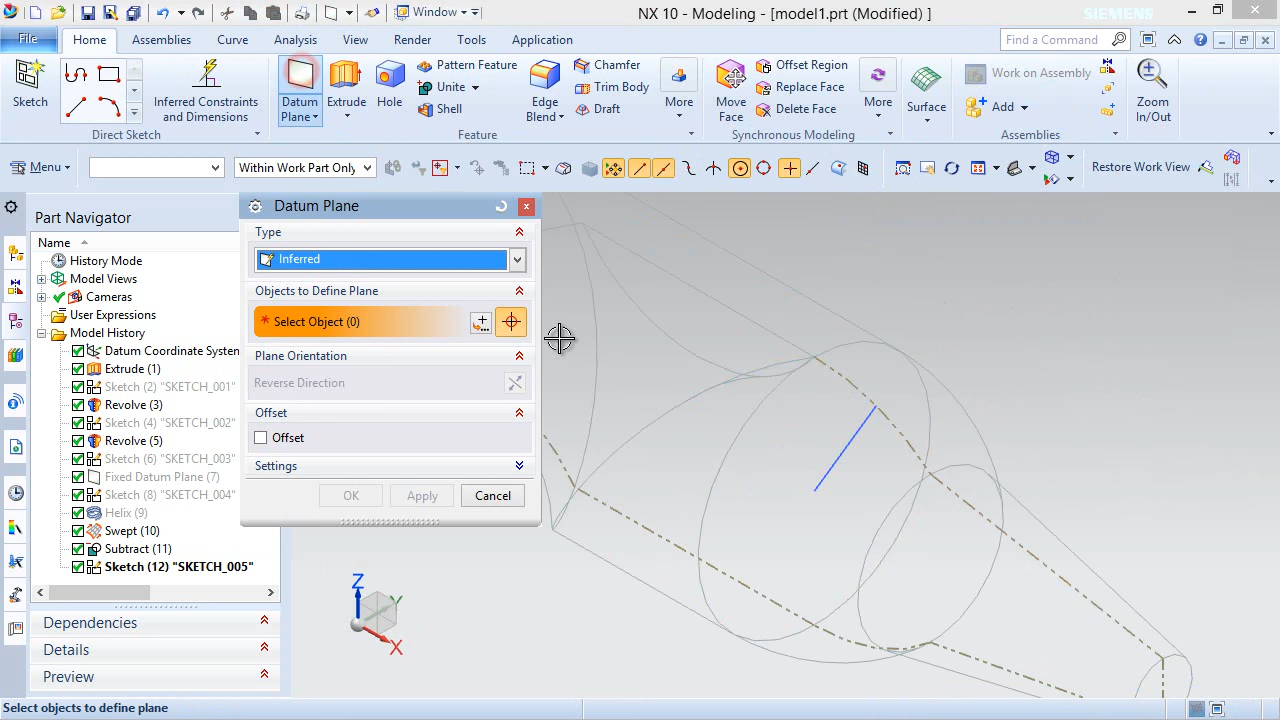 Window
NX 10 - Modeling - [model1.prt (Modified) ]
SIEMENS
File Home Assemblies Curve Analysis View Render Tools Application
Find a Command
Sketch
Inferred Constraints and Dimensions
Direct Sketch
Datum Plane
Extrude
Hole
Pattern Feature
Unite
Shell
Edge Blend
Chamfer
Trim Body
Draft
More
Feature
Move Face
Offset Region
Replace Face
Delete Face
More
Synchronous Modeling
Surface
Work on Assembly
Add
Assemblies
Zoom In/Out
Menu
Within Work Part Only
Restore Work View
Part Navigator
Name
History Mode
Model Views
Cameras
User Expressions
Model History
Datum Coordinate System
Extrude (1)
Sketch (2) "SKETCH_001"
Revolve (3)
Sketch (4) "SKETCH_002"
Revolve (5)
Sketch (6) "SKETCH_003"
Fixed Datum Plane (7)
Sketch (8) "SKETCH_004"
Helix (9)
Swept (10)
Subtract (11)
Sketch (12) "SKETCH_005"
Dependencies
Details
Preview
Datum Plane
Type
Inferred
Objects to Define Plane
* Select Object (0)
Plane Orientation
Reverse Direction
Offset
Offset
Settings
OK Apply Cancel
Z
Y
X
Select objects to define plane